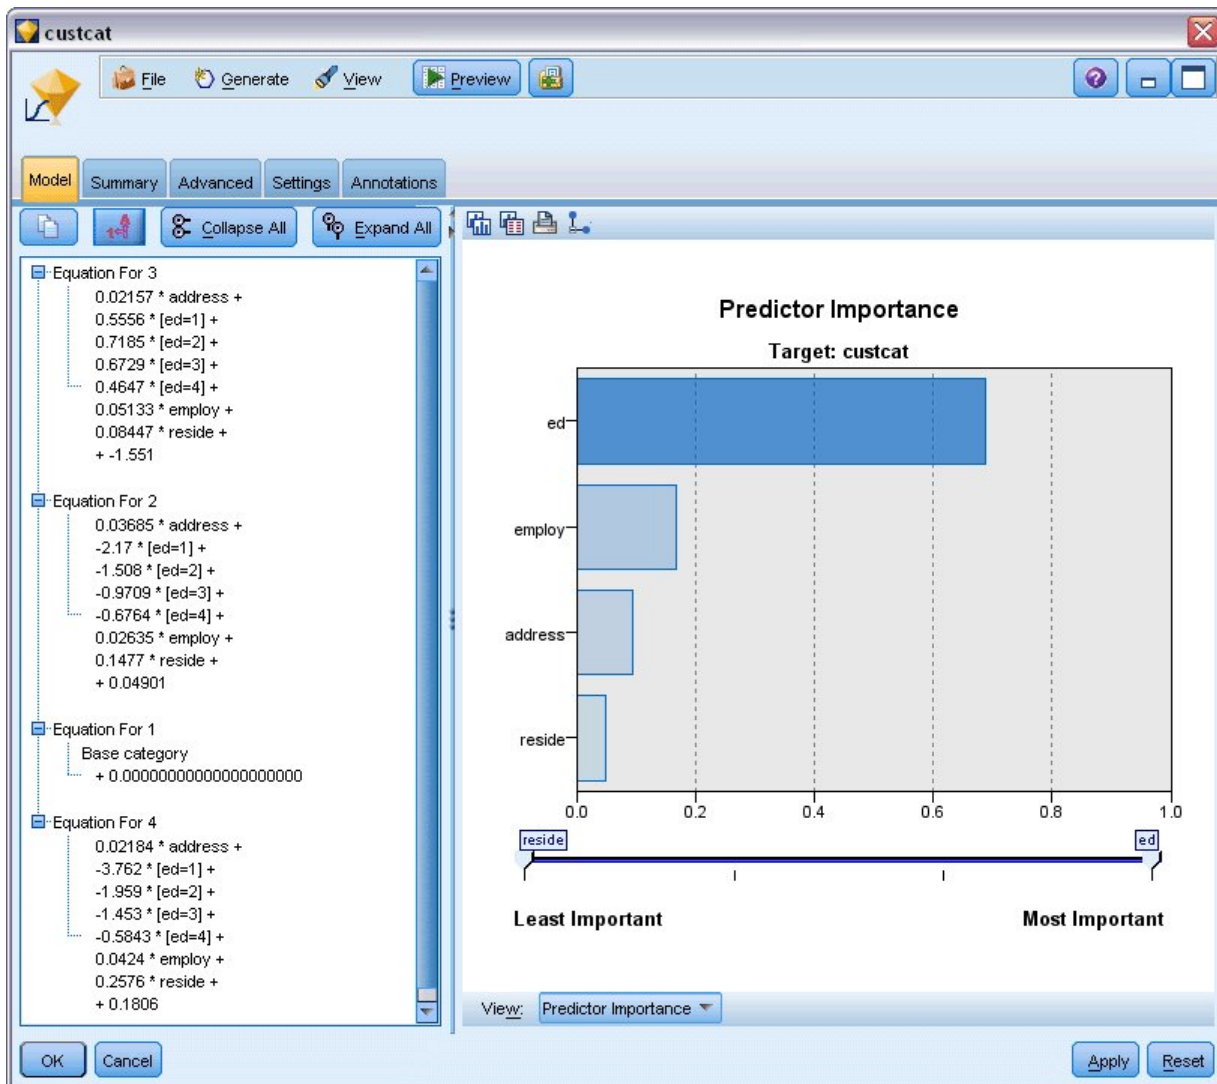 custcat
File Generate View Preview
Model Summary Advanced Settings Annotations
Collapse All Expand All
Equation For 3
0.02157 * address +
0.5556 * [ed=1] +
0.7185 * [ed=2] +
0.6729 * [ed=3] +
0.4647 * [ed=4] +
0.05133 * employ +
0.08447 * reside +
+ -1.551
Equation For 2
0.03685 * address +
-2.17 * [ed=1] +
-1.508 * [ed=2] +
-0.9709 * [ed=3] +
-0.6764 * [ed=4] +
0.02635 * employ +
0.1477 * reside +
+ 0.04901
Equation For 1
Base category
+ 0.00000000000000000000
Equation For 4
0.02184 * address +
-3.762 * [ed=1] +
-1.959 * [ed=2] +
-1.453 * [ed=3] +
-0.5843 * [ed=4] +
0.0424 * employ +
0.2576 * reside +
+ 0.1806
Predictor Importance
Target: custcat
ed
employ
address
reside
0.0 0.2 0.4 0.6 0.8 1.0
reside ed
Least Important Most Important
View: Predictor Importance
OK Cancel Apply Reset